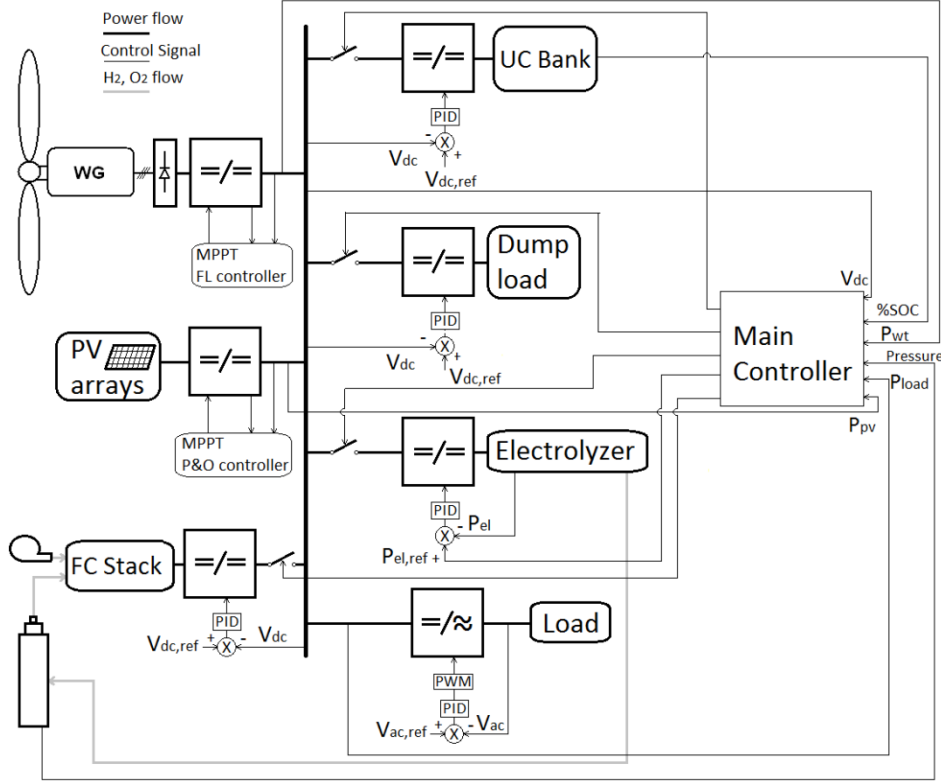 Power flow
Control Signal
H2, O2 flow
=/=
UC Bank
PID
-
X
+
Vdc
Vdc,ref
WG
=/=
MPPT
FL controller
=/=
Dump
load
PID
-
X
+
Vdc
Vdc,ref
Main
Controller
Vdc
%SOC
Pwt
Pressure
Pload
Ppv
PV
arrays
=/=
MPPT
P&O controller
=/=
Electrolyzer
PID
X
- Pel
Pel,ref +
FC Stack
=/=
PID
Vdc,ref + X - Vdc
=/≈
Load
PWM
PID
Vac,ref + X - Vac